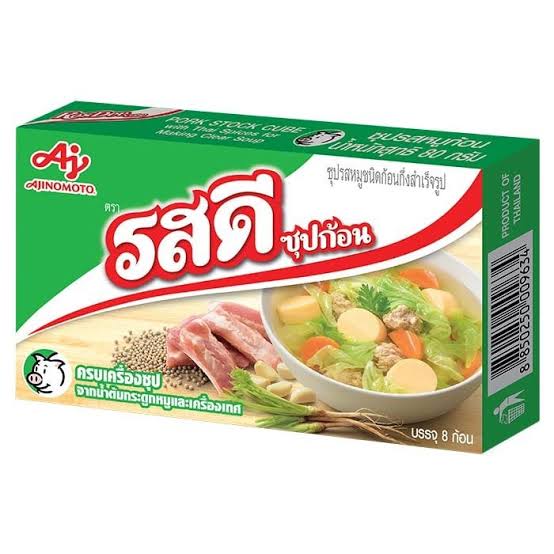 RosDee
PORK STOCK CUBE
with Thai Spices for
Making Clear Soup
ซุปรสหมูก้อน
น้ำหนักสุทธิ 80 กรัม
Aj
AJINOMOTO®
ซุปรสหมูชนิดก้อนกึ่งสำเร็จรูป
ตรา
รสดี
ซุปก้อน
ครบเครื่องซุป
จากน้ำต้มกระดูกหมูและเครื่องเทศ
บรรจุ 8 ก้อน
PRODUCT OF
THAILAND
8 850250 009634